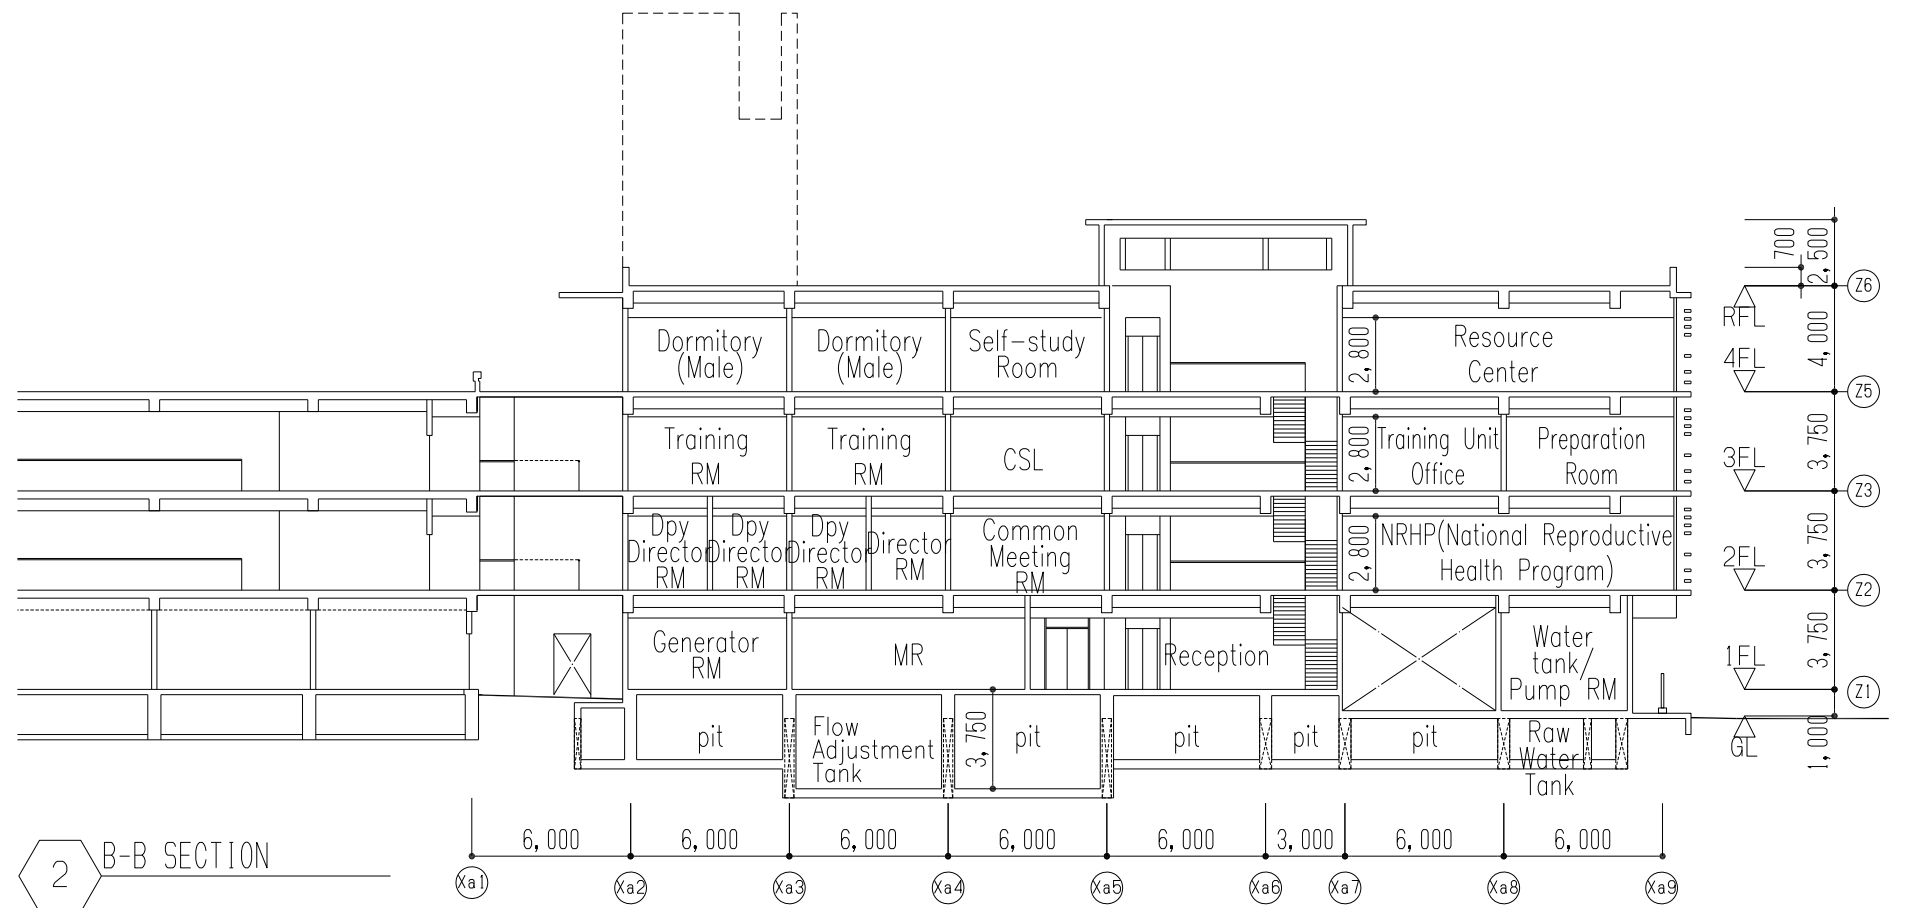 700
2,500
Z6
RFL
Dormitory
(Male)
Dormitory
(Male)
Self-study
Room
2,800
Resource
Center
4,000
4FL
Z5
Training
RM
Training
RM
CSL
2,800
Training Unit
Office
Preparation
Room
3,750
3FL
Z3
Dpy
Director
RM
Dpy
Director
RM
Dpy
Director
RM
Director
RM
Common
Meeting
RM
2,800
NRHP(National Reproductive
Health Program)
3,750
2FL
Z2
Generator
RM
MR
Reception
Water
tank/
Pump RM
3,750
1FL
Z1
pit
Flow
Adjustment
Tank
3,750
pit
pit
pit
pit
Raw
Water
Tank
GL
1,000
6,000
6,000
6,000
6,000
6,000
3,000
6,000
6,000
Xa1
Xa2
Xa3
Xa4
Xa5
Xa6
Xa7
Xa8
Xa9
2
B-B SECTION